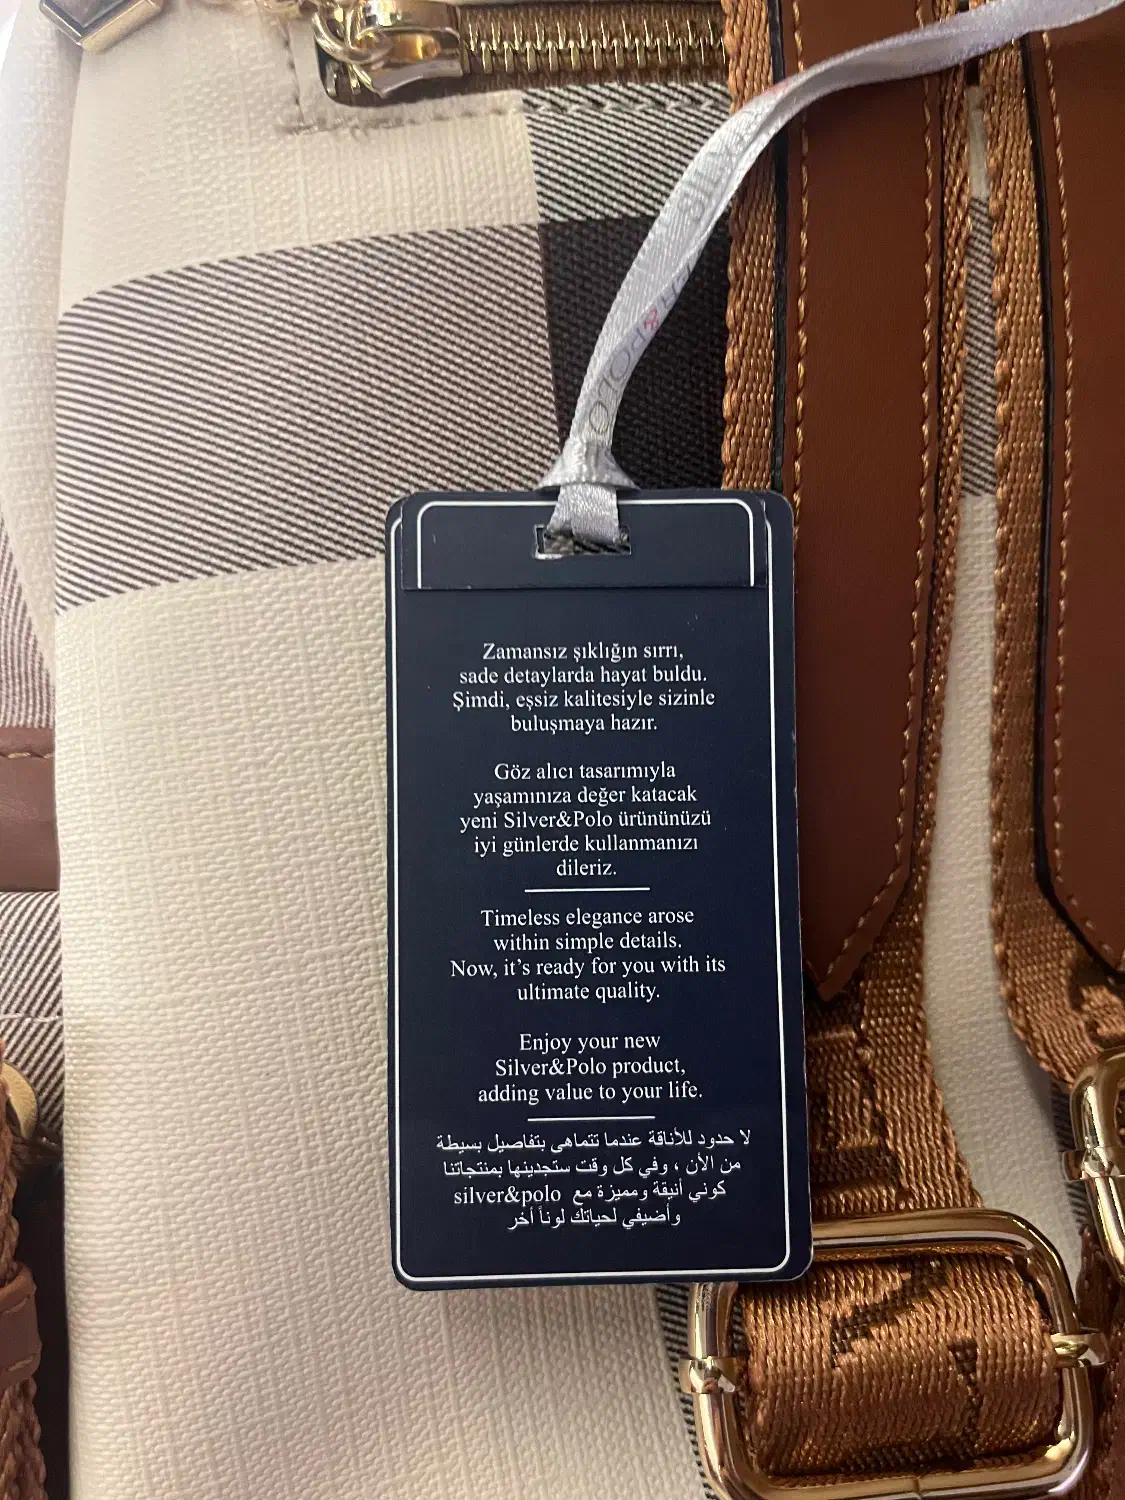 SILVER&POLO
Zamansız şıklığın sırrı,
sade detaylarda hayat buldu.
Şimdi, eşsiz kalitesiyle sizinle
buluşmaya hazır.
Göz alıcı tasarımıyla
yaşamınıza değer katacak
yeni Silver&Polo ürününüzü
iyi günlerde kullanmanızı
dileriz.
Timeless elegance arose
within simple details.
Now, it’s ready for you with its
ultimate quality.
Enjoy your new
Silver&Polo product,
adding value to your life.
لا حدود للأناقة عندما تتماهى بتفاصيل بسيطة
من الأن ، وفي كل وقت ستجدينها بمنتجاتنا
كوني أنيقة ومميزة مع silver&polo
وأضيفي لحياتك لوناً أخر